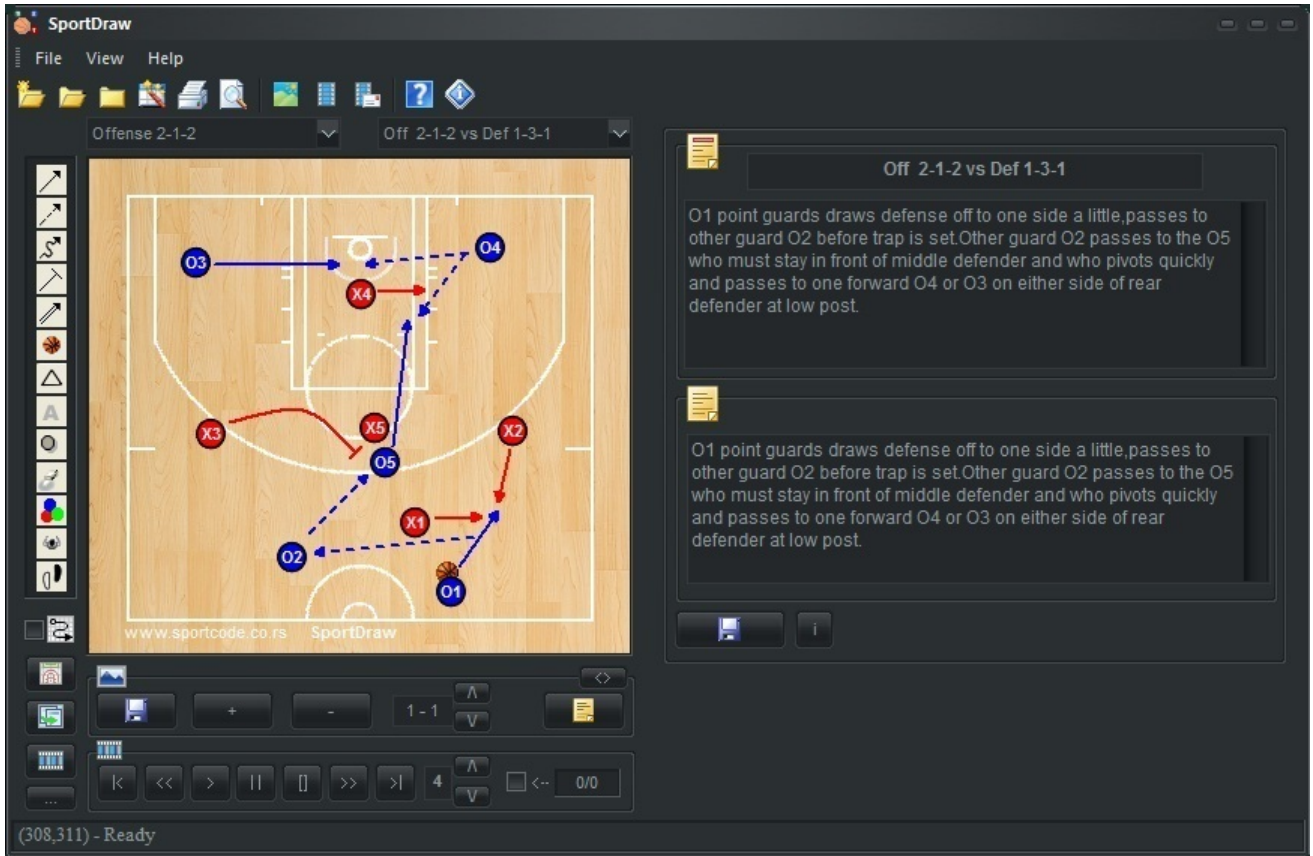 SportDraw
File View Help
Offense 2-1-2
Off 2-1-2 vs Def 1-3-1
O3
O4
X4
X3
X5
X2
O5
X1
O2
O1
www.sportcode.co.rs SportDraw
Off 2-1-2 vs Def 1-3-1
O1 point guards draws defense off to one side a little,passes to
other guard O2 before trap is set.Other guard O2 passes to the O5
who must stay in front of middle defender and who pivots quickly
and passes to one forward O4 or O3 on either side of rear
defender at low post.
O1 point guards draws defense off to one side a little,passes to
other guard O2 before trap is set.Other guard O2 passes to the O5
who must stay in front of middle defender and who pivots quickly
and passes to one forward O4 or O3 on either side of rear
defender at low post.
i
A
<>
+ - 1 - 1 Λ V
...
|< << > || [] >> >| 4 Λ V <-- 0/0
(308,311) - Ready